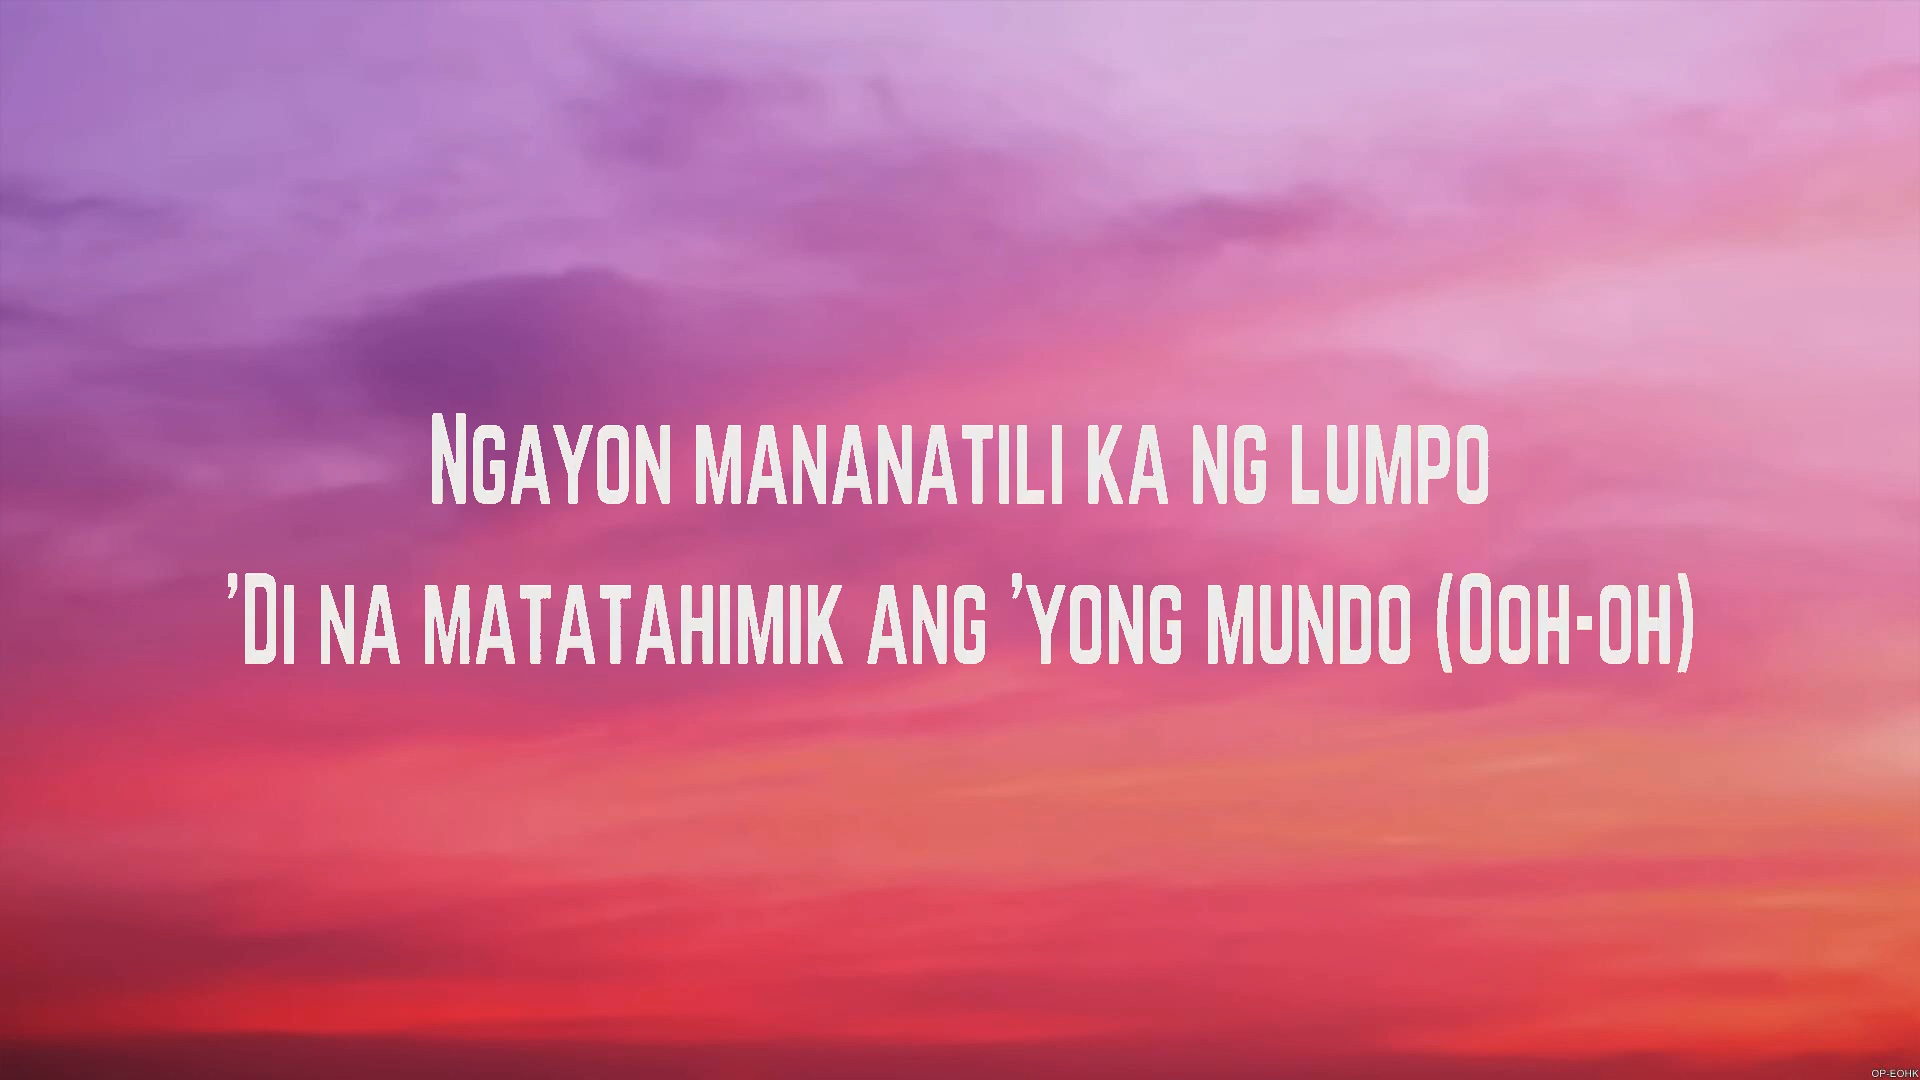 Ngayon mananatili ka ng lumpo
'Di na matatahimik ang 'yong mundo (Ooh-oh)
OP-EOHK